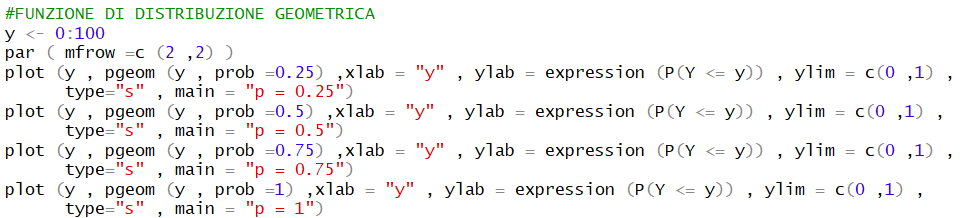 #FUNZIONE DI DISTRIBUZIONE GEOMETRICA
y <- 0:100
par ( mfrow =c (2 ,2) )
plot (y , pgeom (y , prob =0.25) ,xlab = "y" , ylab = expression (P(Y <= y)) , ylim = c(0 ,1) ,
type="s" , main = "p = 0.25")
plot (y , pgeom (y , prob =0.5) ,xlab = "y" , ylab = expression (P(Y <= y)) , ylim = c(0 ,1) ,
type="s" , main = "p = 0.5")
plot (y , pgeom (y , prob =0.75) ,xlab = "y" , ylab = expression (P(Y <= y)) , ylim = c(0 ,1) ,
type="s" , main = "p = 0.75")
plot (y , pgeom (y , prob =1) ,xlab = "y" , ylab = expression (P(Y <= y)) , ylim = c(0 ,1) ,
type="s" , main = "p = 1")